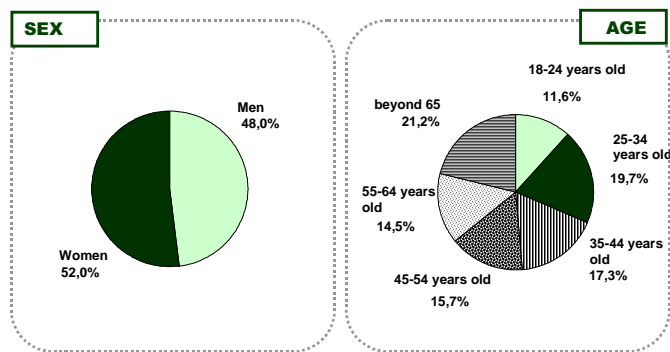 SEX
Men
48,0%
Women
52,0%
AGE
18-24 years old
11,6%
25-34
years old
19,7%
35-44 years
old
17,3%
45-54 years old
15,7%
55-64 years
old
14,5%
beyond 65
21,2%